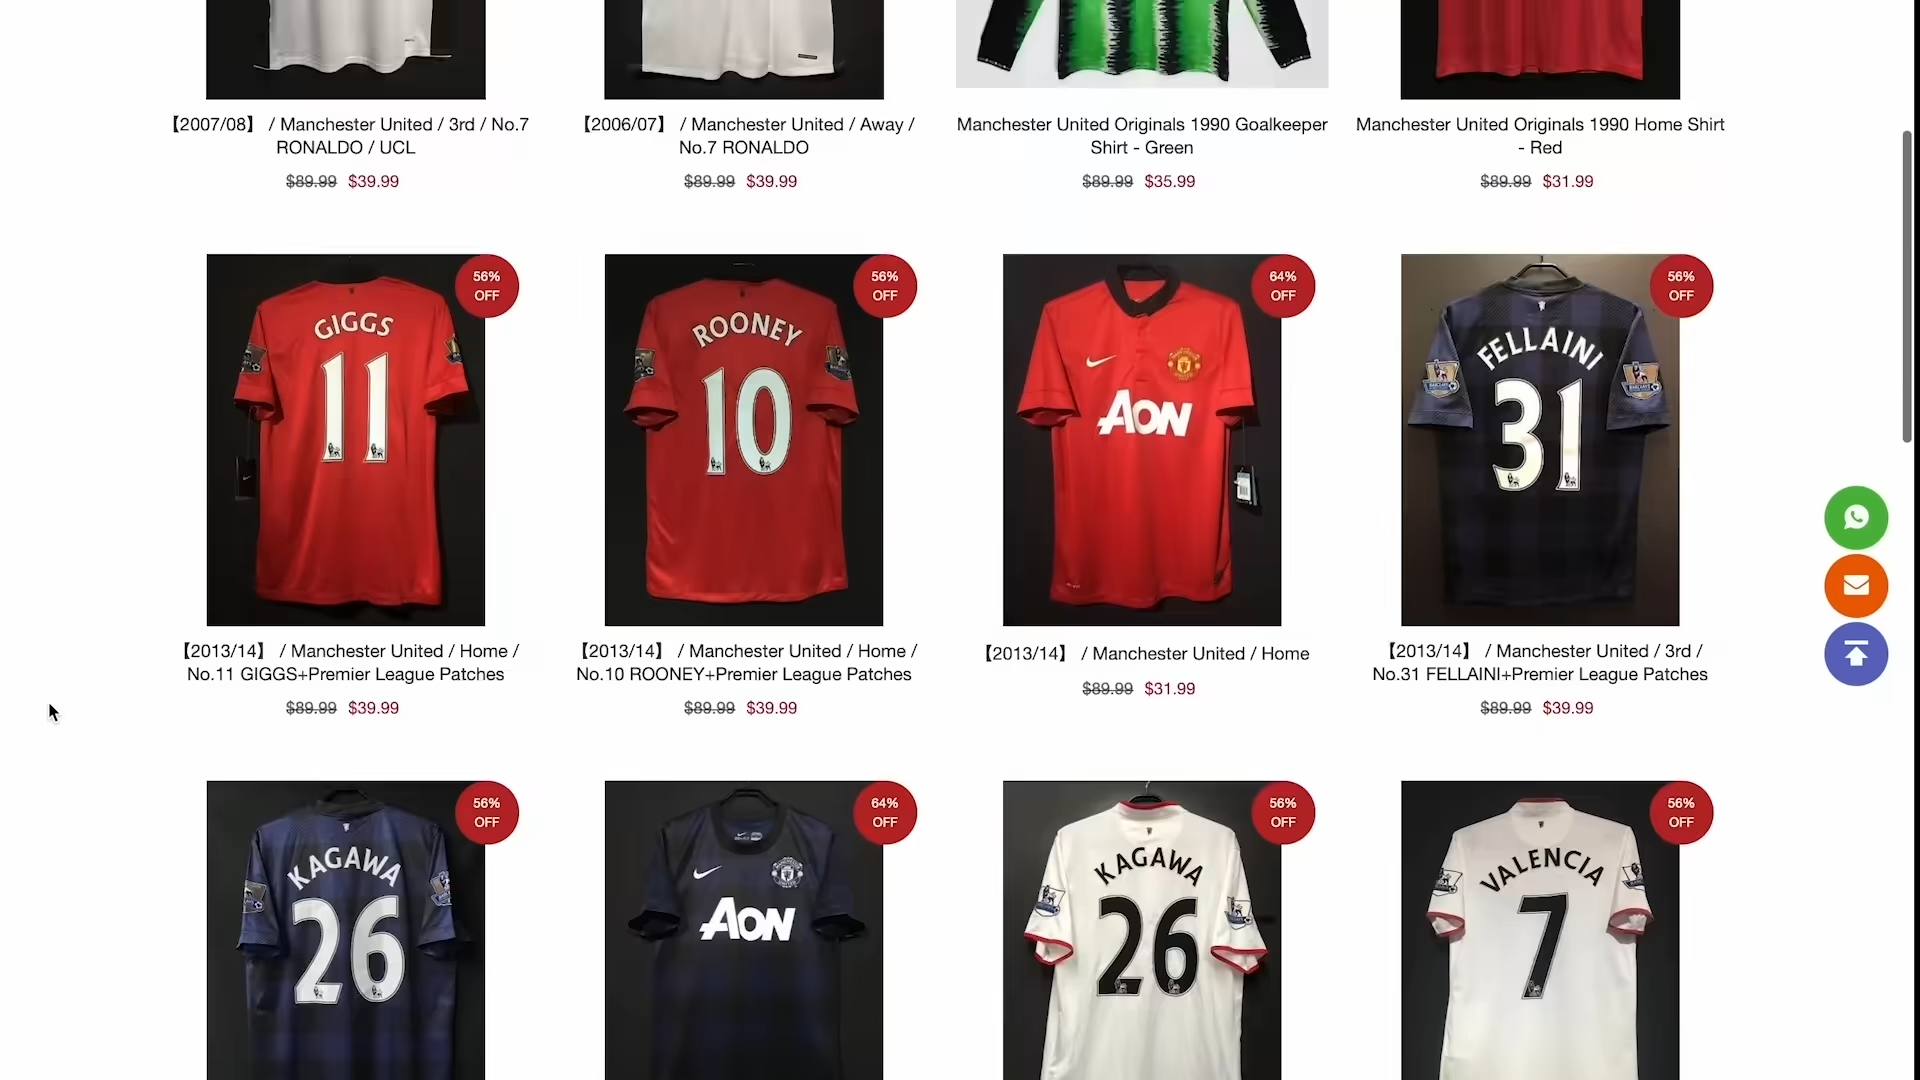 【2007/08】 / Manchester United / 3rd / No.7
RONALDO / UCL
$89.99 $39.99
【2006/07】 / Manchester United / Away /
No.7 RONALDO
$89.99 $39.99
Manchester United Originals 1990 Goalkeeper
Shirt - Green
$89.99 $35.99
Manchester United Originals 1990 Home Shirt
- Red
$89.99 $31.99
56%
OFF
GIGGS
11
【2013/14】 / Manchester United / Home /
No.11 GIGGS+Premier League Patches
$89.99 $39.99
56%
OFF
ROONEY
10
【2013/14】 / Manchester United / Home /
No.10 ROONEY+Premier League Patches
$89.99 $39.99
64%
OFF
AON
【2013/14】 / Manchester United / Home
$89.99 $31.99
56%
OFF
FELLAINI
31
【2013/14】 / Manchester United / 3rd /
No.31 FELLAINI+Premier League Patches
$89.99 $39.99
56%
OFF
KAGAWA
26
64%
OFF
AON
56%
OFF
KAGAWA
26
56%
OFF
VALENCIA
7